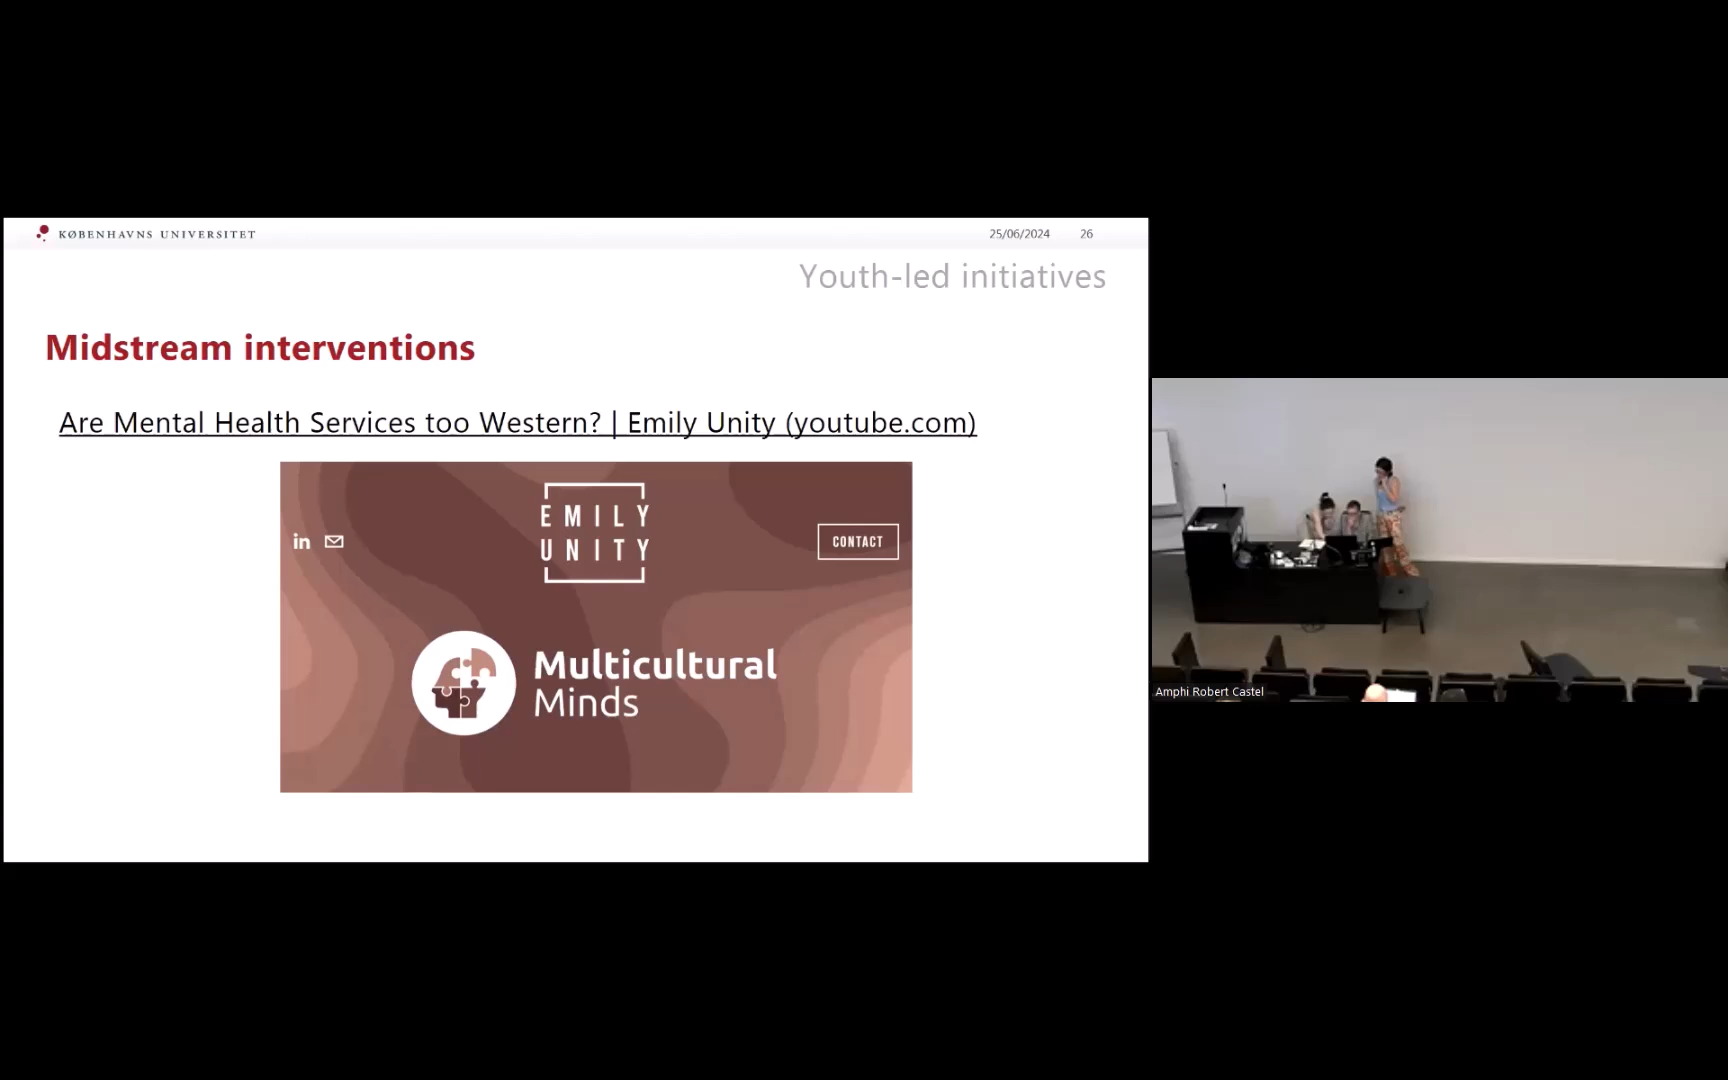 KØBENHAVNS UNIVERSITET
25/06/2024 26
Youth-led initiatives
Midstream interventions
Are Mental Health Services too Western? | Emily Unity (youtube.com)
EMILY
UNITY
in
CONTACT
Multicultural
Minds
Amphi Robert Castel